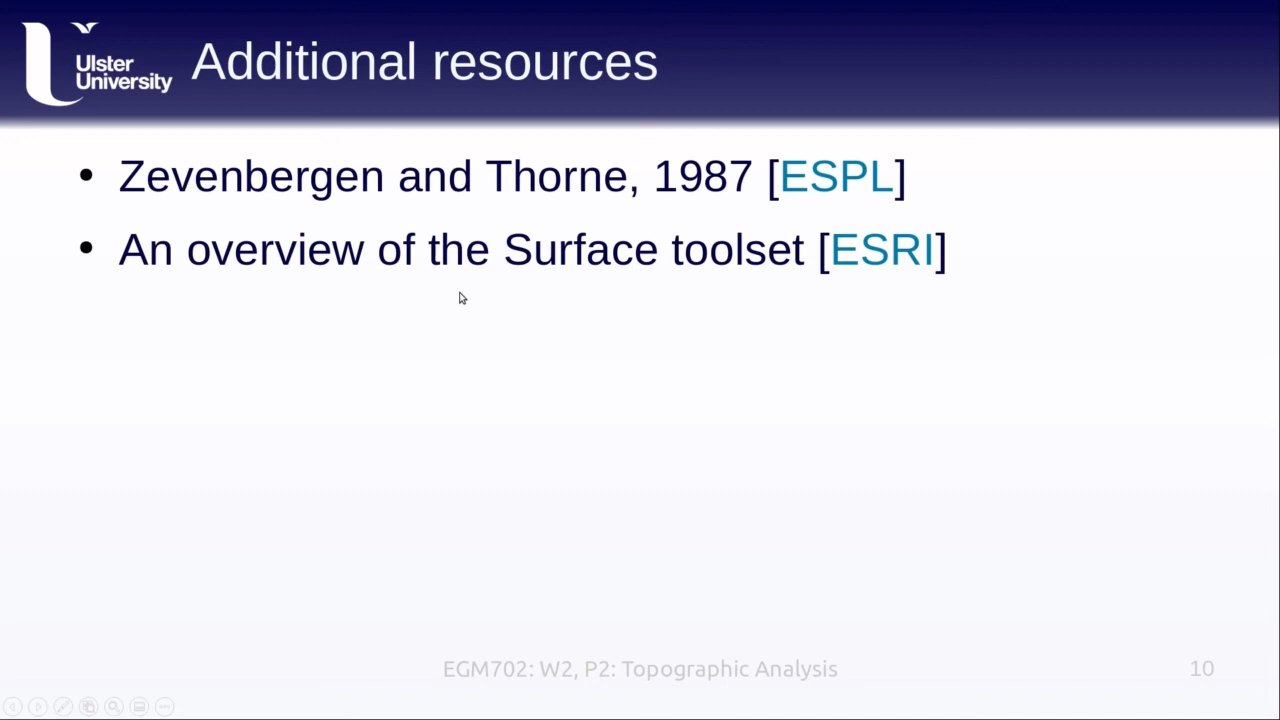 Ulster
University
Additional resources
• Zevenbergen and Thorne, 1987 [ESPL]
• An overview of the Surface toolset [ESRI]
EGM702: W2, P2: Topographic Analysis
10